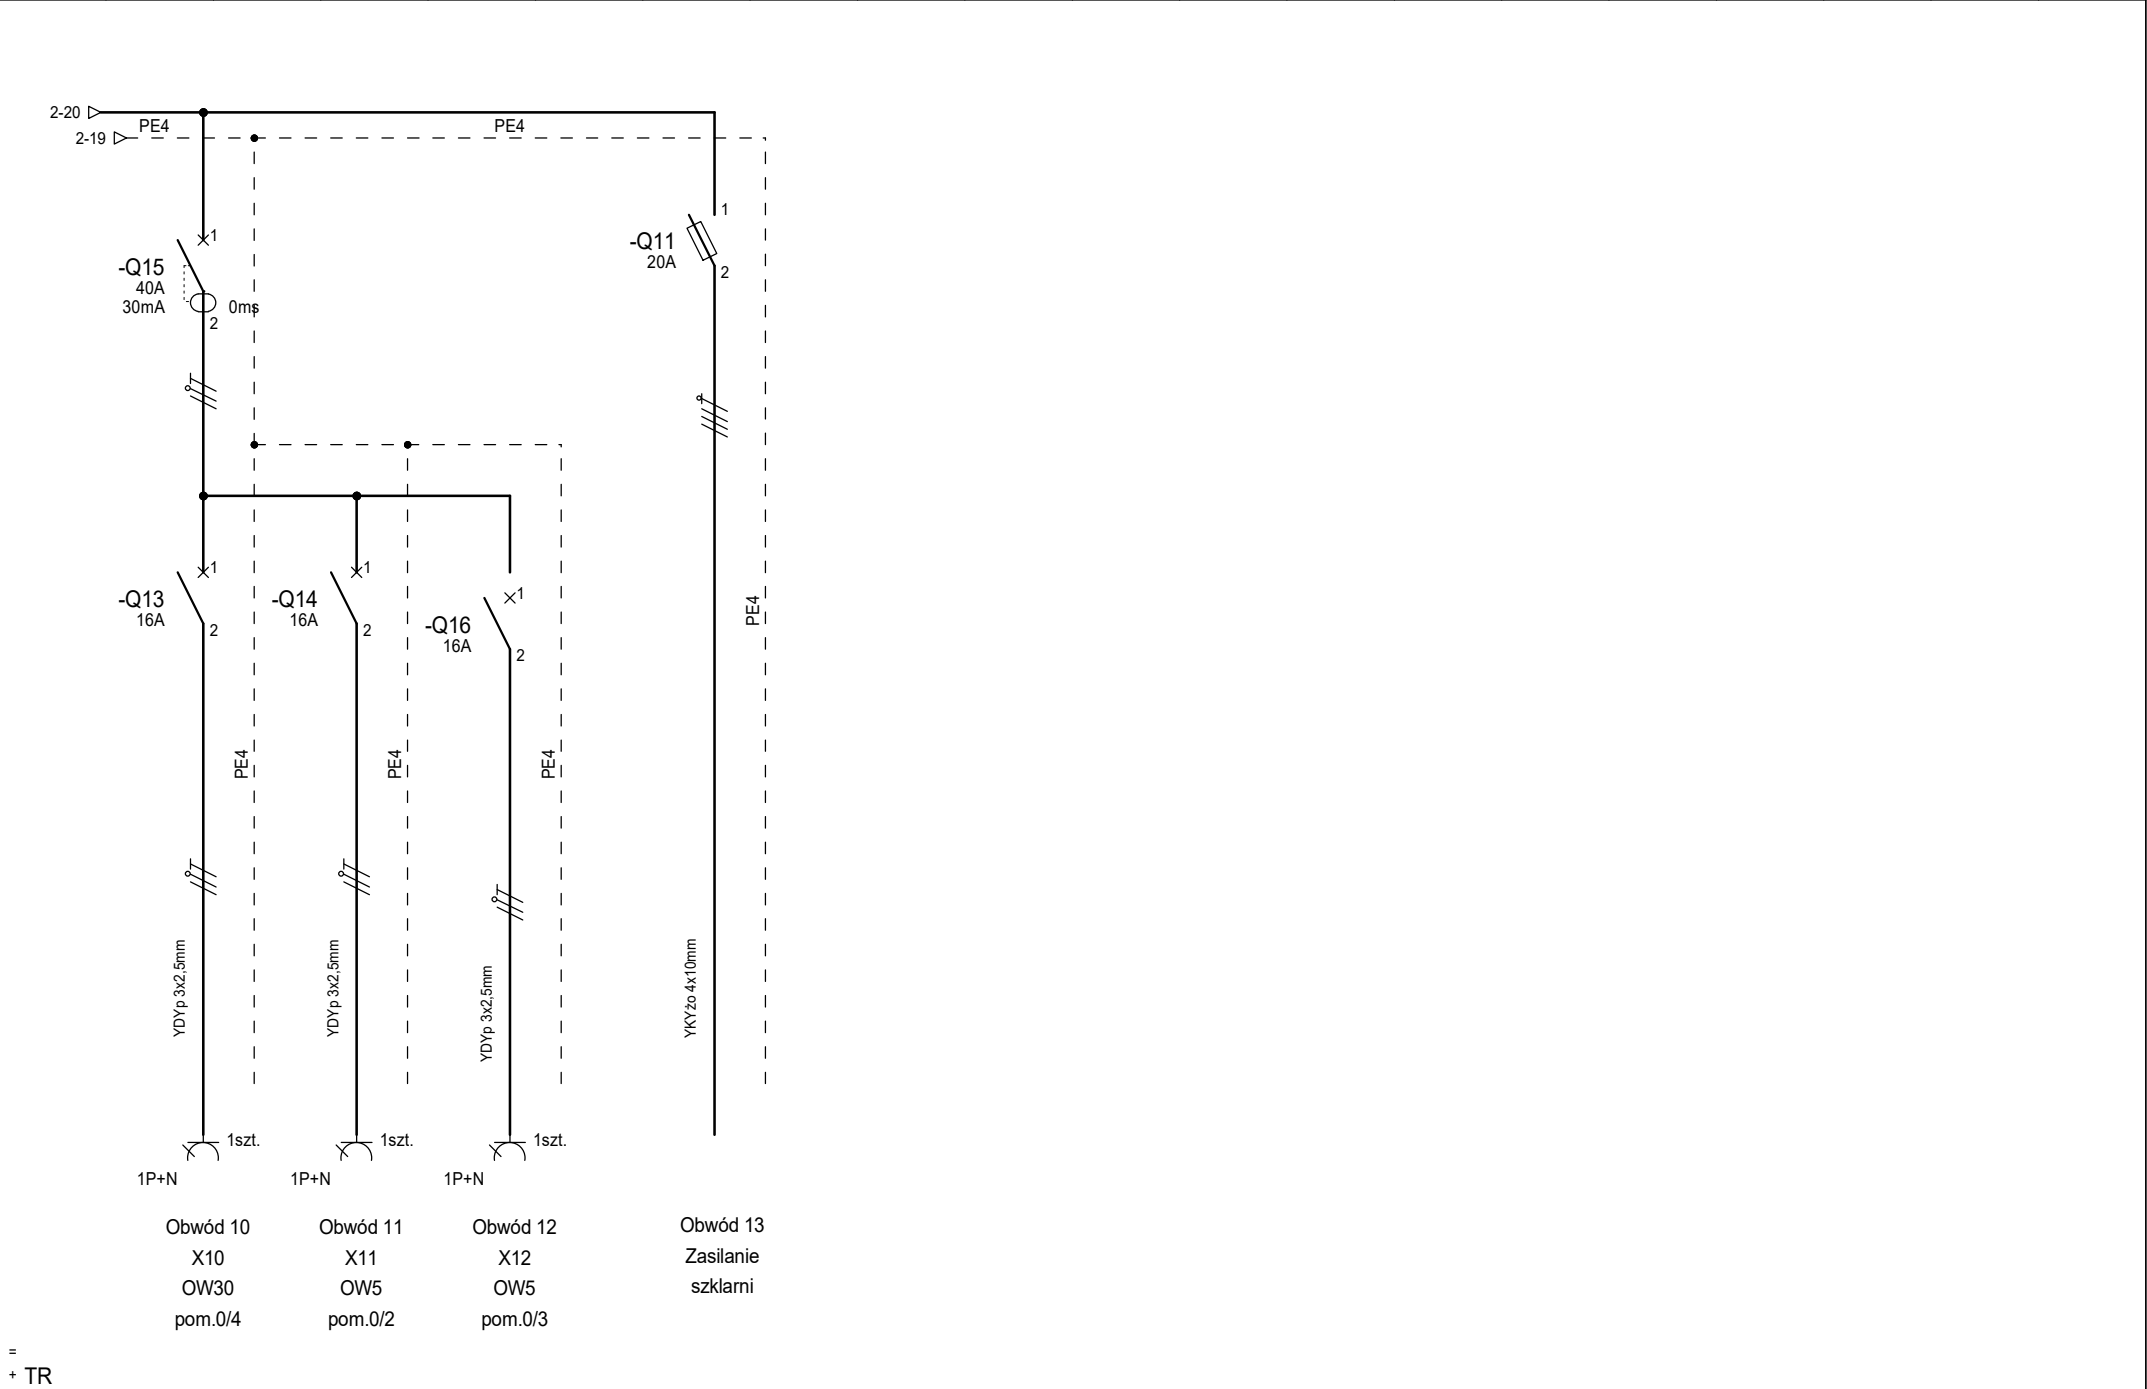 2-20
PE4
PE4
2-19
1
-Q15
40A
30mA
0ms
2
1
-Q11
20A
2
1
-Q13
16A
2
1
-Q14
16A
2
1
-Q16
16A
2
PE4
PE4
PE4
PE4
YDYp 3x2,5mm
YDYp 3x2,5mm
YDYp 3x2,5mm
YKYżo 4x10mm
1szt.
1szt.
1szt.
1P+N
1P+N
1P+N
Obwód 10
X10
OW30
pom.0/4
Obwód 11
X11
OW5
pom.0/2
Obwód 12
X12
OW5
pom.0/3
Obwód 13
Zasilanie
szklarni
=
+ TR